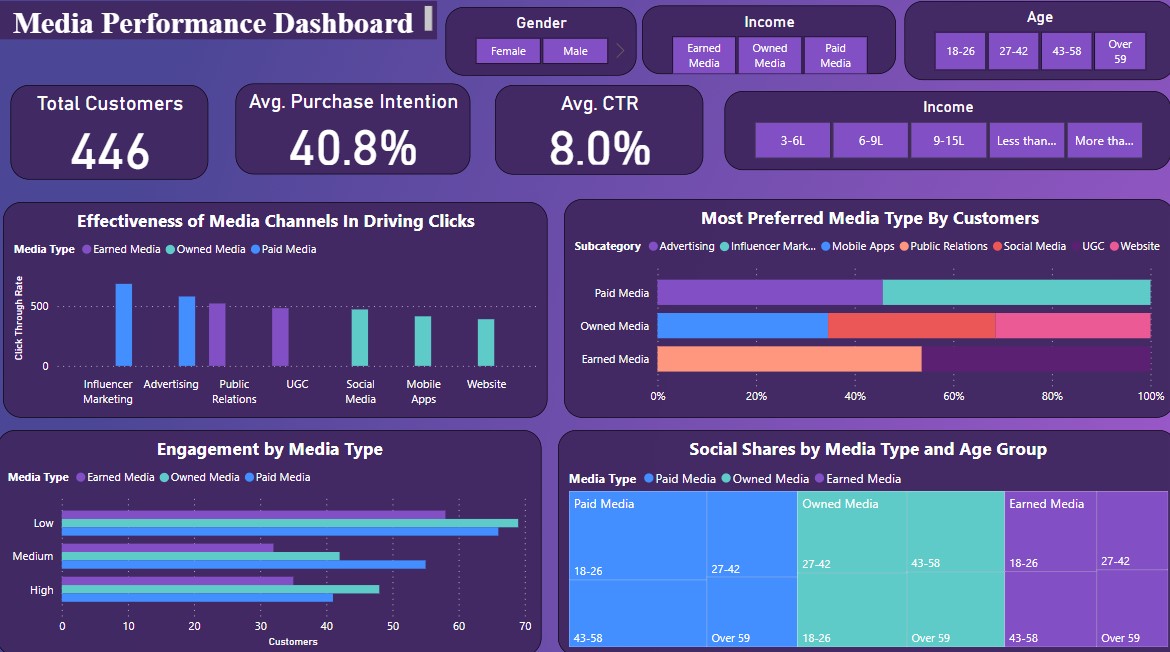 Media Performance Dashboard
Gender
Female
Male
Income
Earned
Media
Owned
Media
Paid
Media
Age
18-26
27-42
43-58
Over
59
Total Customers
446
Avg. Purchase Intention
40.8%
Avg. CTR
8.0%
Income
3-6L
6-9L
9-15L
Less than...
More tha...
Effectiveness of Media Channels In Driving Clicks
Media Type Earned Media Owned Media Paid Media
Click Through Rate
500
0
Influencer
Marketing
Advertising
Public
Relations
UGC
Social
Media
Mobile
Apps
Website
Most Preferred Media Type By Customers
Subcategory Advertising Influencer Mark... Mobile Apps Public Relations Social Media UGC Website
Paid Media
Owned Media
Earned Media
0% 20% 40% 60% 80% 100%
Engagement by Media Type
Media Type Earned Media Owned Media Paid Media
Low
Medium
High
0 10 20 30 40 50 60 70
Customers
Social Shares by Media Type and Age Group
Media Type Paid Media Owned Media Earned Media
Paid Media
18-26
27-42
43-58
Over 59
Owned Media
27-42
43-58
18-26
Over 59
Earned Media
18-26
27-42
43-58
Over 59